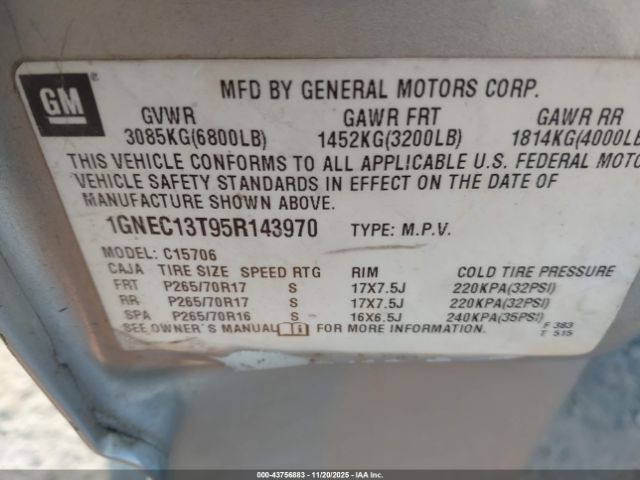 GM
MFD BY GENERAL MOTORS CORP.
GVWR GAWR FRT GAWR RR
3085KG(6800LB) 1452KG(3200LB) 1814KG(4000LB
THIS VEHICLE CONFORMS TO ALL APPLICABLE U.S. FEDERAL MOTO
VEHICLE SAFETY STANDARDS IN EFFECT ON THE DATE OF
MANUFACTURE SHOWN ABOVE.
1GNEC13T95R143970 TYPE: M.P.V.
MODEL: C15706
CAJA TIRE SIZE SPEED RTG RIM COLD TIRE PRESSURE
FRT P265/70R17 S 17X7.5J 220KPA(32PSI)
RR P265/70R17 S 17X7.5J 220KPA(32PSI)
SPA P265/70R16 S 16X6.5J 240KPA(35PSI)
SEE OWNER'S MANUAL FOR MORE INFORMATION.
F 383
T 515
000-43756883 - 11/20/2025 - IAAI.com